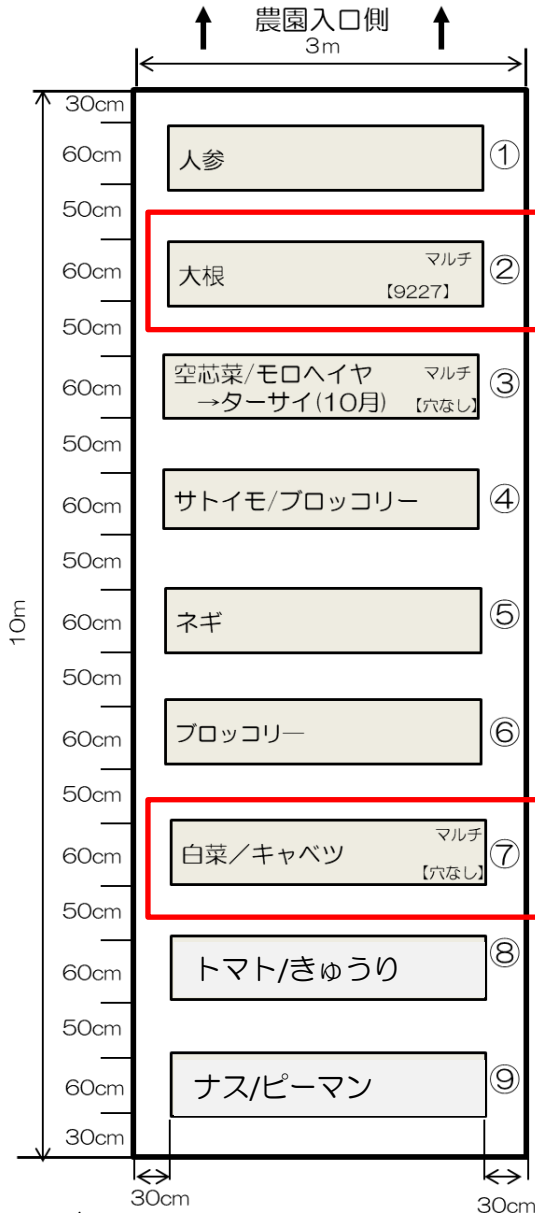 農園入口側
3m
30cm
60cm
人参
①
50cm
60cm
大根
マルチ
【9227】
②
50cm
60cm
空芯菜/モロヘイヤ
→ターサイ(10月)
マルチ
【穴なし】
③
50cm
60cm
サトイモ/ブロッコリー
④
50cm
10m
60cm
ネギ
⑤
50cm
60cm
ブロッコリ―
⑥
50cm
60cm
白菜／キャベツ
マルチ
【穴なし】
⑦
50cm
60cm
トマト/きゅうり
⑧
50cm
60cm
ナス/ピーマン
⑨
30cm
30cm
30cm